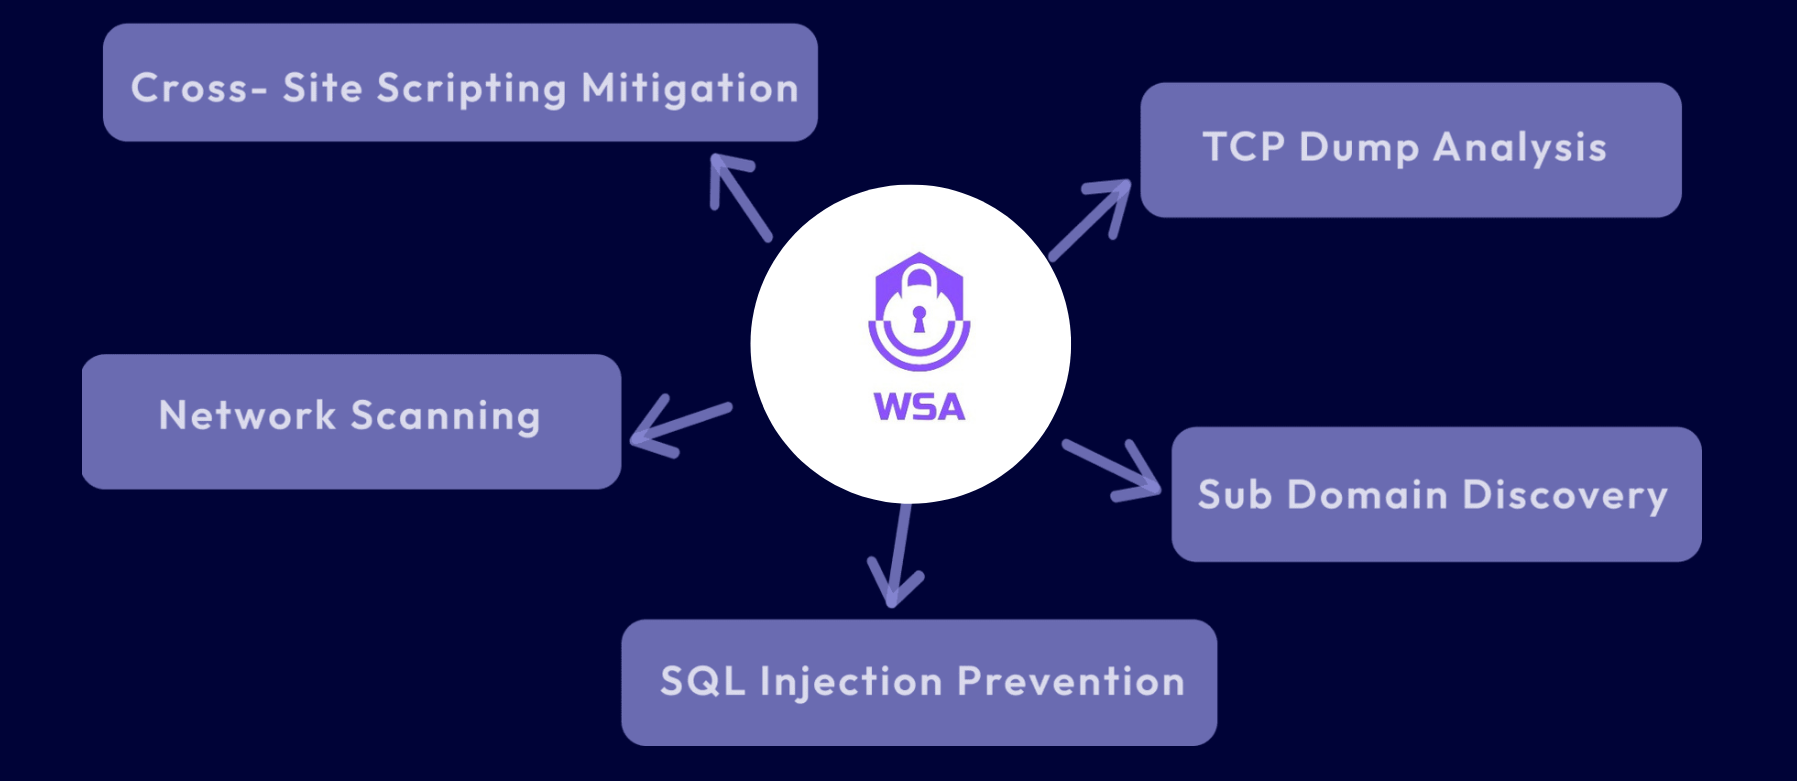 Cross- Site Scripting Mitigation
TCP Dump Analysis
WSA
Network Scanning
Sub Domain Discovery
SQL Injection Prevention